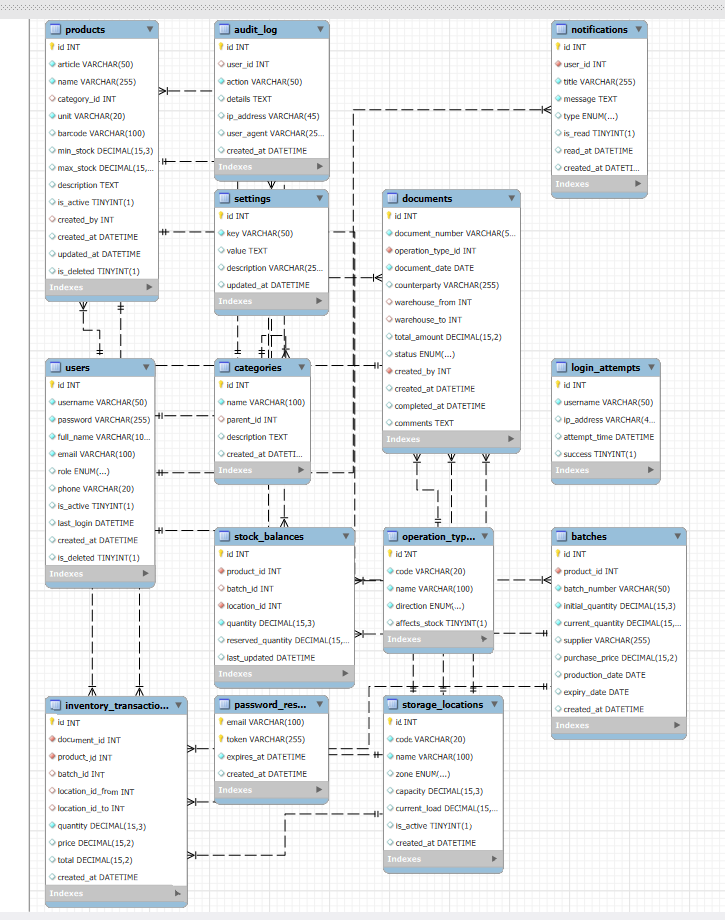 products
id INT
article VARCHAR(50)
name VARCHAR(255)
category_id INT
unit VARCHAR(20)
barcode VARCHAR(100)
min_stock DECIMAL(15,3)
max_stock DECIMAL(15,...
description TEXT
is_active TINYINT(1)
created_by INT
created_at DATETIME
updated_at DATETIME
is_deleted TINYINT(1)
Indexes
audit_log
id INT
user_id INT
action VARCHAR(50)
details TEXT
ip_address VARCHAR(45)
user_agent VARCHAR(25...
created_at DATETIME
Indexes
notifications
id INT
user_id INT
title VARCHAR(255)
message TEXT
type ENUM(...)
is_read TINYINT(1)
read_at DATETIME
created_at DATETI...
Indexes
settings
id INT
key VARCHAR(50)
value TEXT
description VARCHAR(25...
updated_at DATETIME
Indexes
documents
id INT
document_number VARCHAR(5...
operation_type_id INT
document_date DATE
counterparty VARCHAR(255)
warehouse_from INT
warehouse_to INT
total_amount DECIMAL(15,2)
status ENUM(...)
created_by INT
created_at DATETIME
completed_at DATETIME
comments TEXT
Indexes
users
id INT
username VARCHAR(50)
password VARCHAR(255)
full_name VARCHAR(10...
email VARCHAR(100)
role ENUM(...)
phone VARCHAR(20)
is_active TINYINT(1)
last_login DATETIME
created_at DATETIME
is_deleted TINYINT(1)
Indexes
categories
id INT
name VARCHAR(100)
parent_id INT
description TEXT
created_at DATETI...
Indexes
login_attempts
id INT
username VARCHAR(50)
ip_address VARCHAR(4...
attempt_time DATETIME
success TINYINT(1)
Indexes
stock_balances
id INT
product_id INT
batch_id INT
location_id INT
quantity DECIMAL(15,3)
reserved_quantity DECIMAL(15,...
last_updated DATETIME
Indexes
operation_typ...
id INT
code VARCHAR(20)
name VARCHAR(100)
direction ENUM(...)
affects_stock TINYINT(1)
Indexes
batches
id INT
product_id INT
batch_number VARCHAR(50)
initial_quantity DECIMAL(15,3)
current_quantity DECIMAL(15,...
supplier VARCHAR(255)
purchase_price DECIMAL(15,2)
production_date DATE
expiry_date DATE
created_at DATETIME
Indexes
inventory_transactio...
id INT
document_id INT
product_id INT
batch_id INT
location_id_from INT
location_id_to INT
quantity DECIMAL(15,3)
price DECIMAL(15,2)
total DECIMAL(15,2)
created_at DATETIME
Indexes
password_res...
email VARCHAR(100)
token VARCHAR(255)
expires_at DATETIME
created_at DATETIME
Indexes
storage_locations
id INT
code VARCHAR(20)
name VARCHAR(100)
zone ENUM(...)
capacity DECIMAL(15,3)
current_load DECIMAL(15,...
is_active TINYINT(1)
created_at DATETIME
Indexes